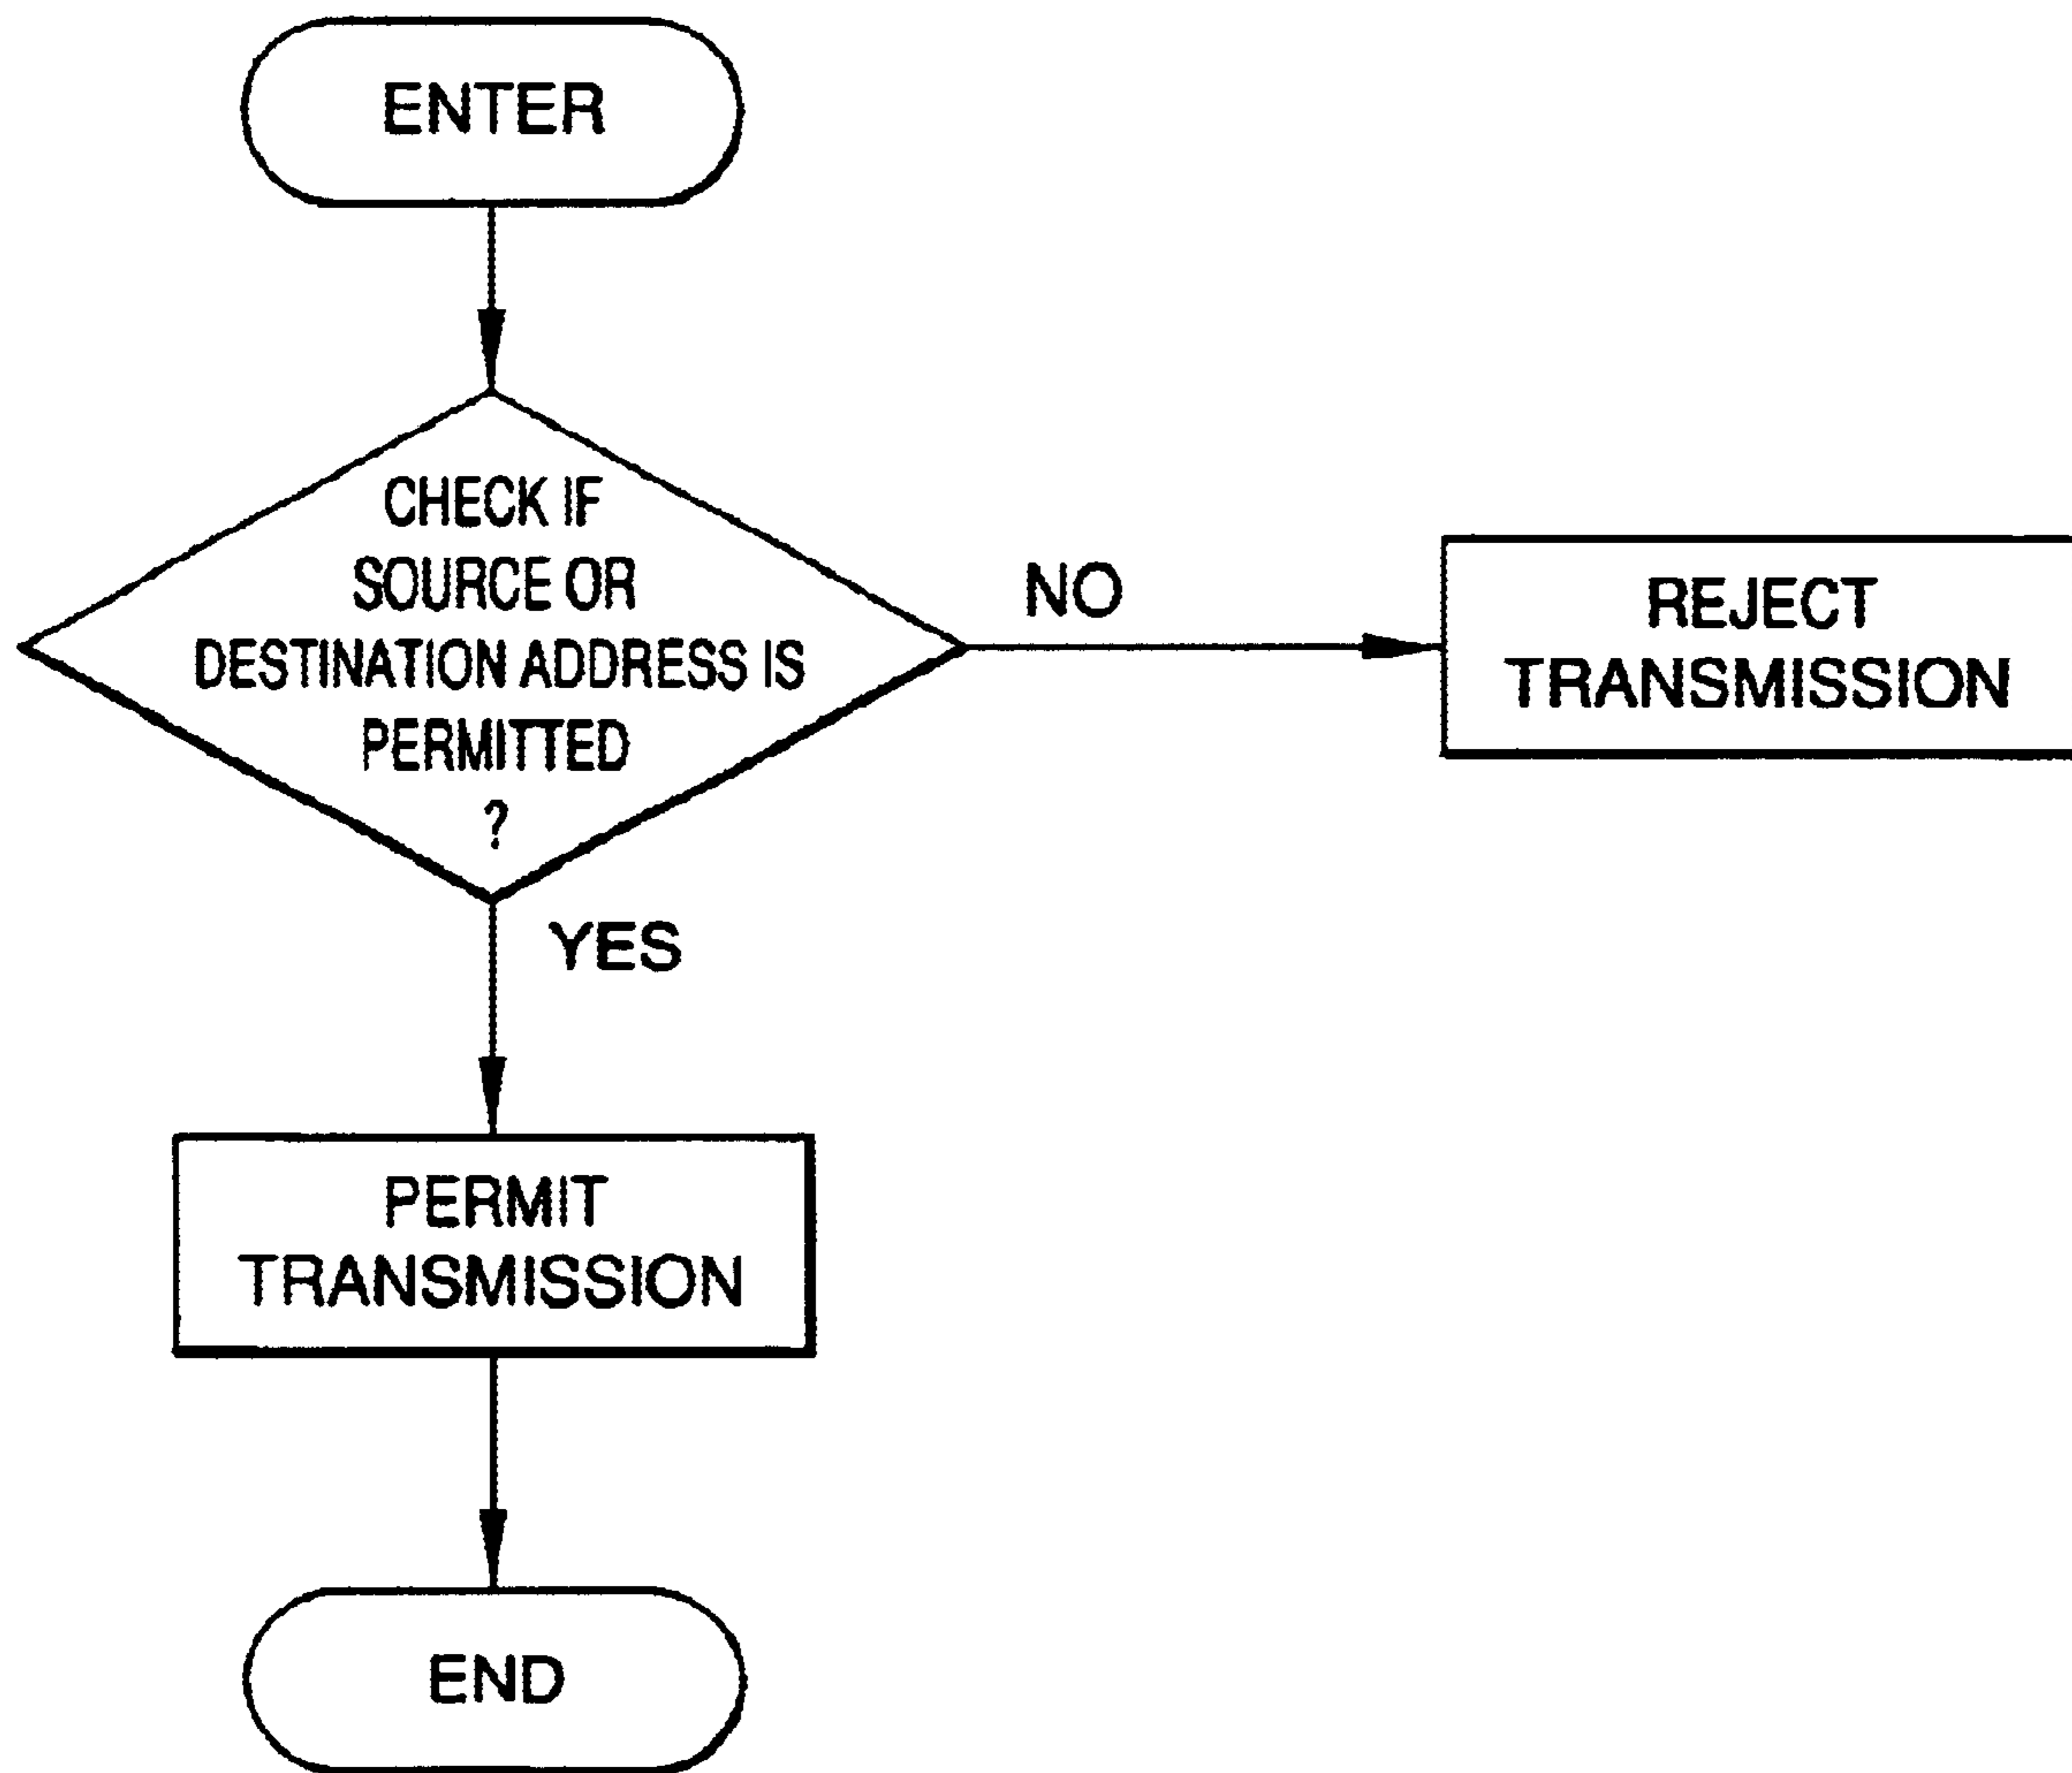 ENTER
CHECK IF
SOURCE OR
DESTINATION ADDRESS IS
PERMITTED
?
NO
REJECT
TRANSMISSION
YES
PERMIT
TRANSMISSION
END